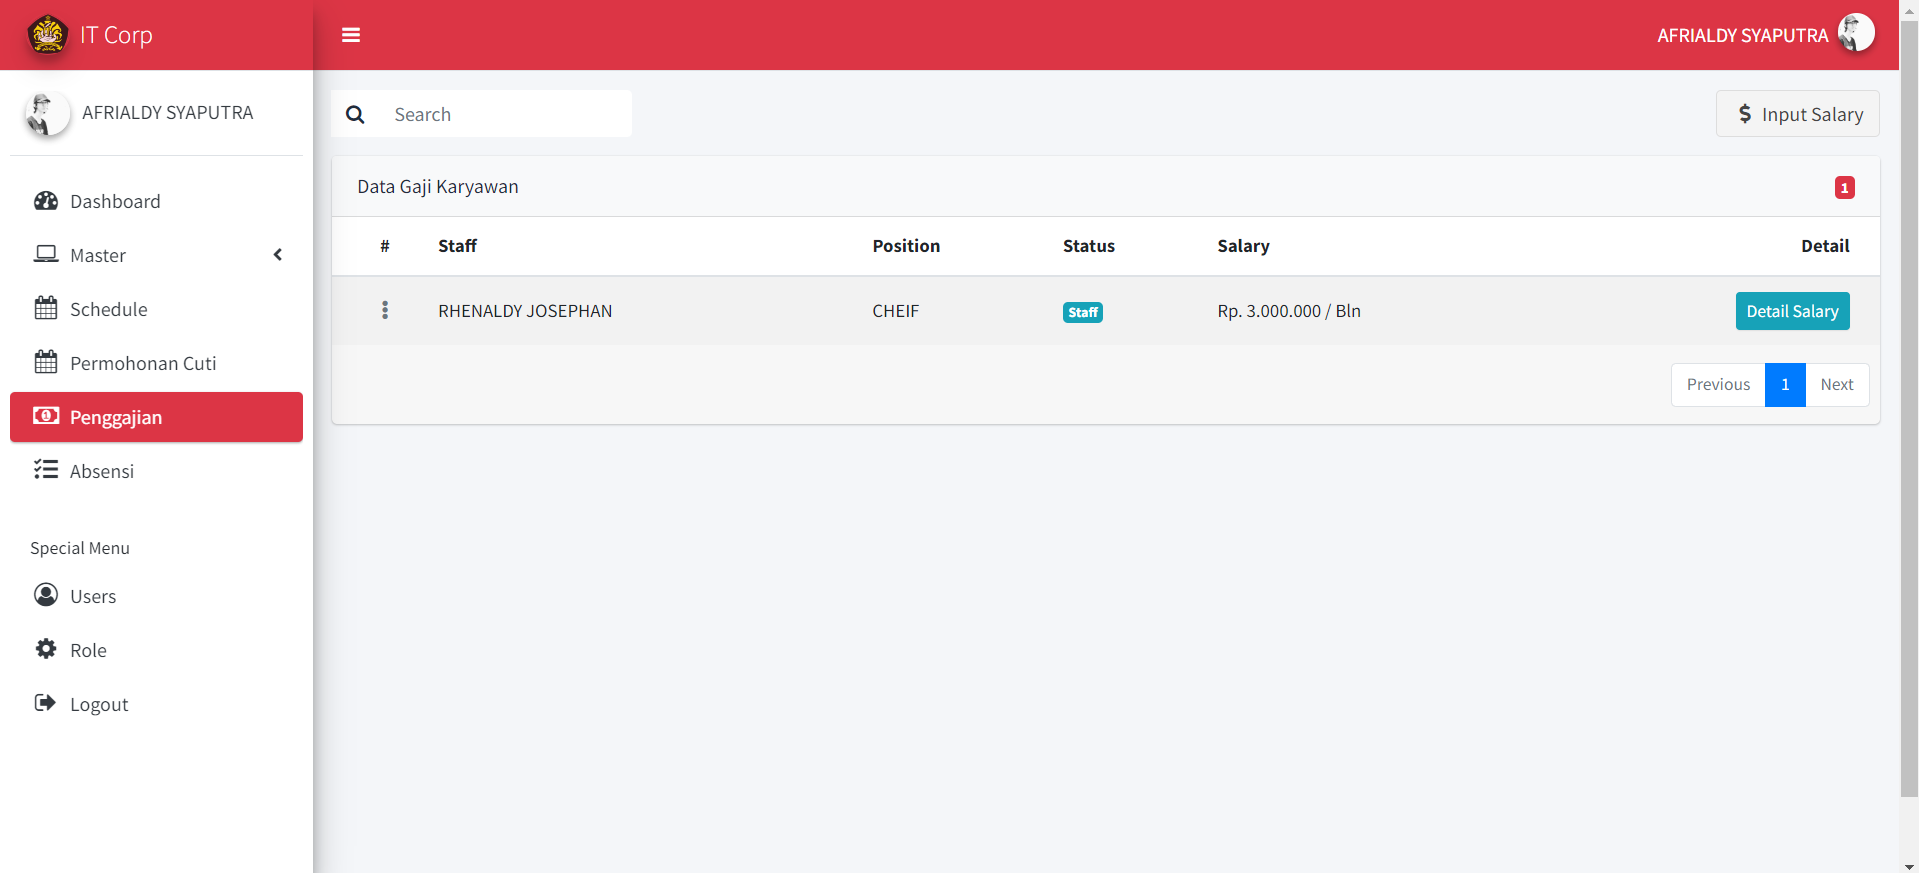 IT Corp
AFRIALDY SYAPUTRA
AFRIALDY SYAPUTRA
Dashboard
Master
Schedule
Permohonan Cuti
Penggajian
Absensi
Special Menu
Users
Role
Logout
Search
$ Input Salary
Data Gaji Karyawan 1
# Staff Position Status Salary Detail
RHENALDY JOSEPHAN CHEIF Staff Rp. 3.000.000 / Bln Detail Salary
Previous 1 Next